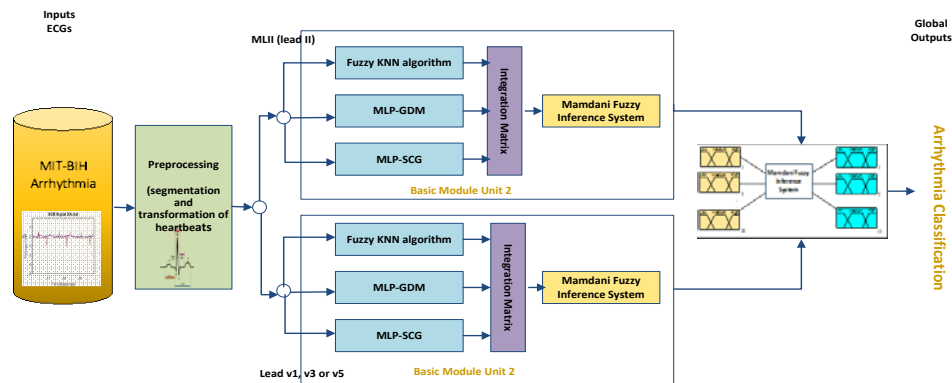 Inputs
ECGs
MIT-BIH
Arrhythmia
Preprocessing
(segmentation
and
transformation of
heartbeats
MLII (lead II)
Fuzzy KNN algorithm
MLP-GDM
MLP-SCG
Integration Matrix
Mamdani Fuzzy
Inference System
Basic Module Unit 2
Fuzzy KNN algorithm
MLP-GDM
MLP-SCG
Integration Matrix
Mamdani Fuzzy
Inference System
Basic Module Unit 2
Lead v1, v3 or v5
Mamdani Fuzzy
Inference
System
Global
Outputs
Arrhythmia Classification